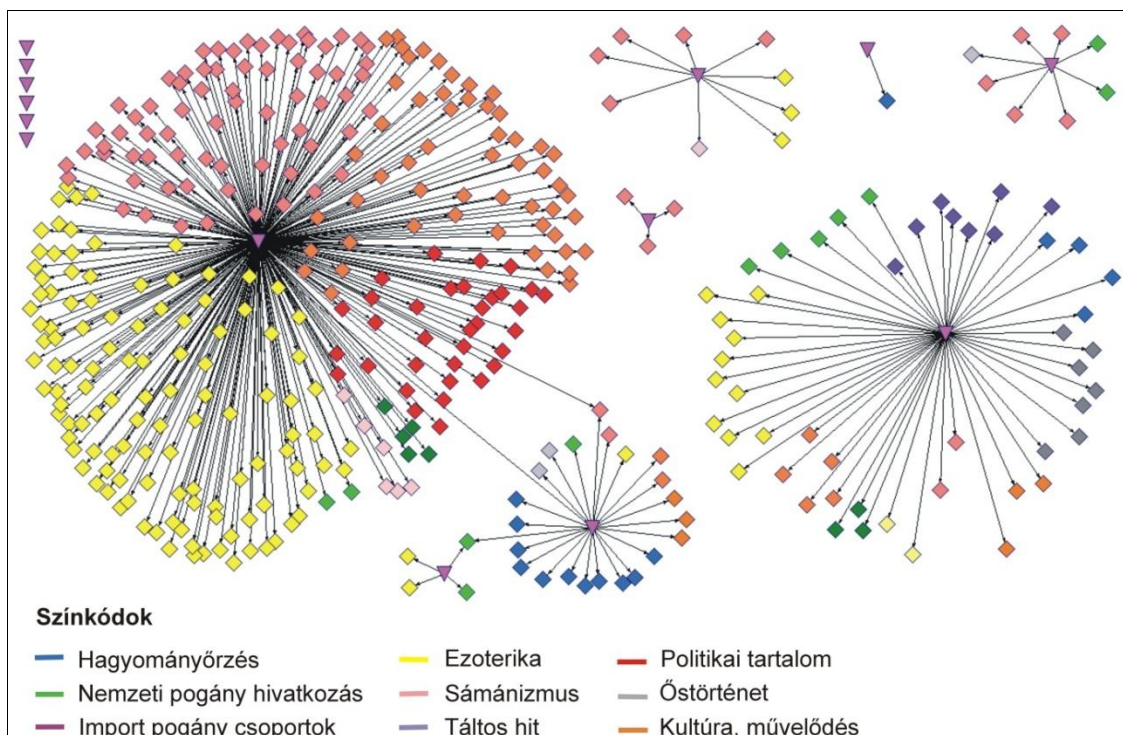 Színkódok
Hagyományőrzés
Ezoterika
Politikai tartalom
Nemzeti pogány hivatkozás
Sámánizmus
Őstörténet
Import pogány csoportok
Táltos hit
Kultúra, művelődés